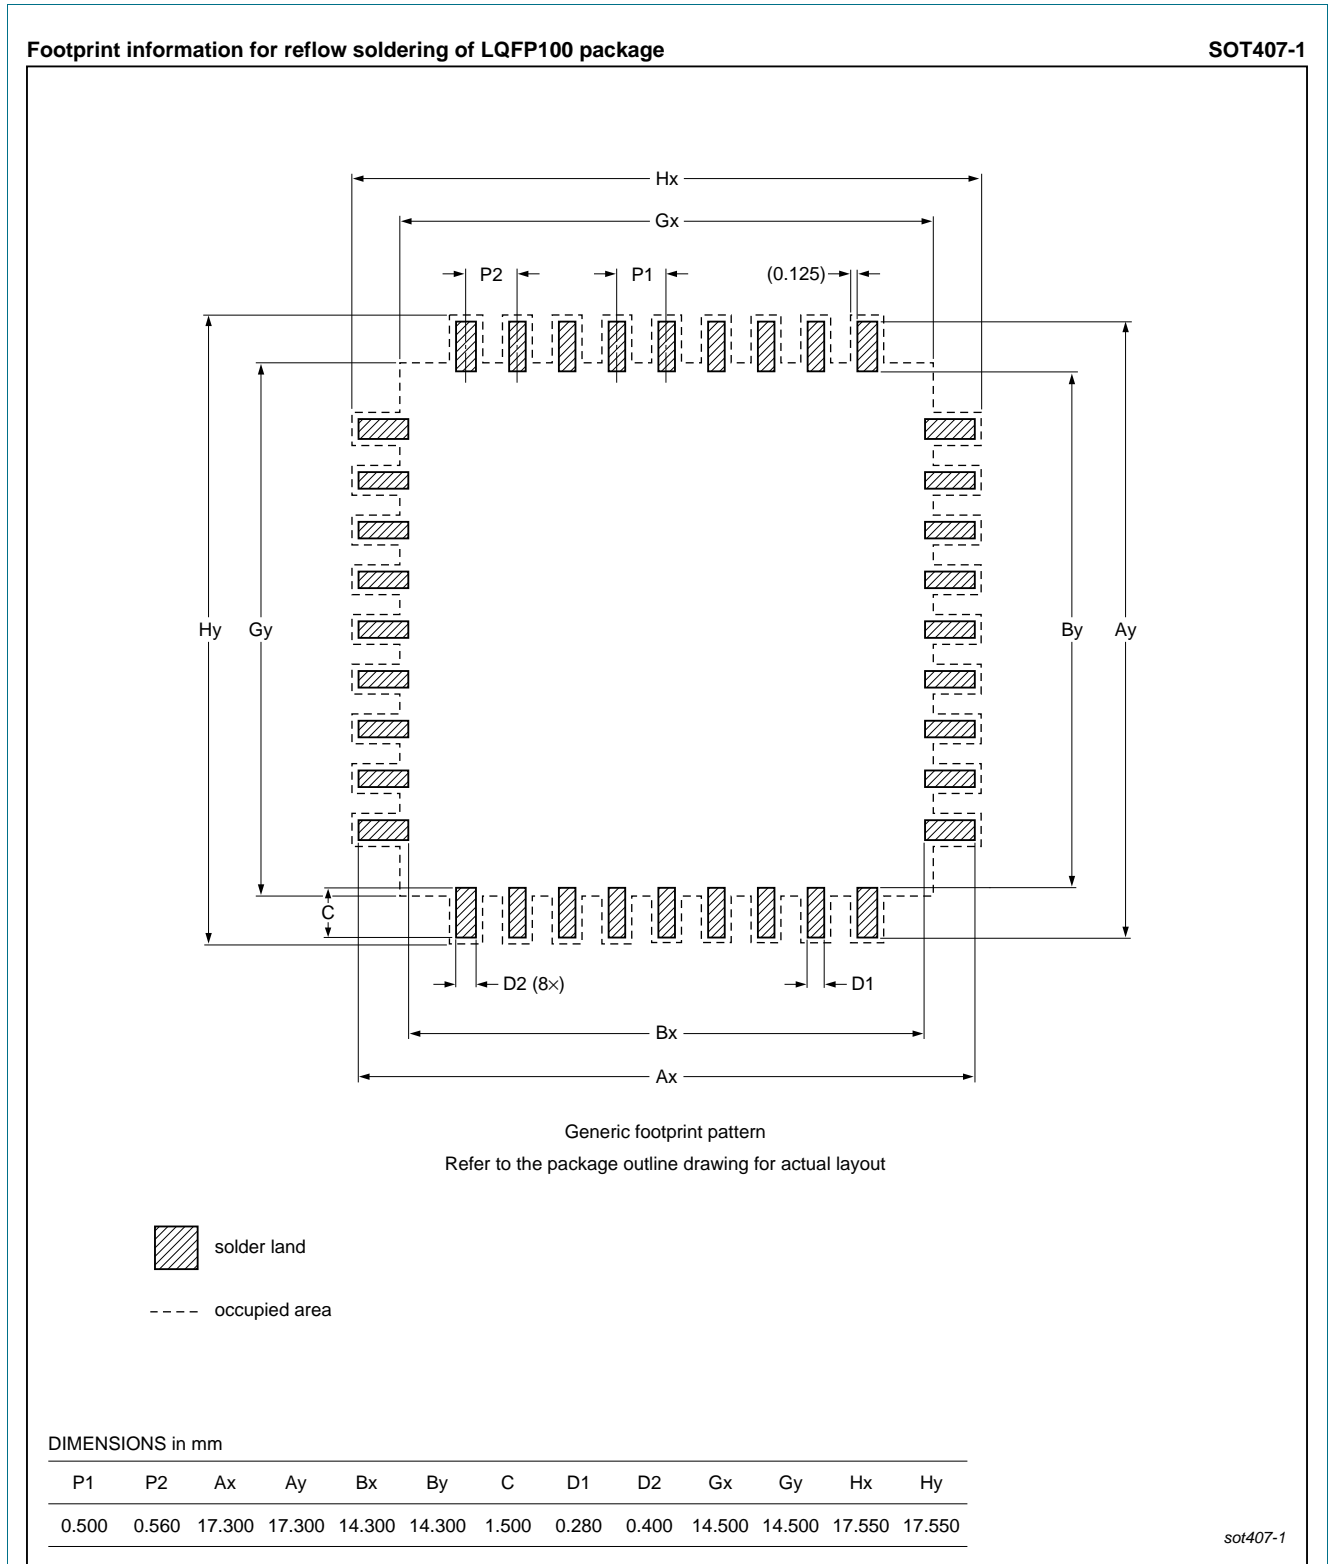 Footprint information for reflow soldering of LQFP100 package SOT407-1
Hx
Gx
P2 P1 (0.125)
Hy Gy By Ay
C
D2 (8×) D1
Bx
Ax
Generic footprint pattern
Refer to the package outline drawing for actual layout
solder land
occupied area
DIMENSIONS in mm
P1 P2 Ax Ay Bx By C D1 D2 Gx Gy Hx Hy
0.500 0.560 17.300 17.300 14.300 14.300 1.500 0.280 0.400 14.500 14.500 17.550 17.550
sot407-1